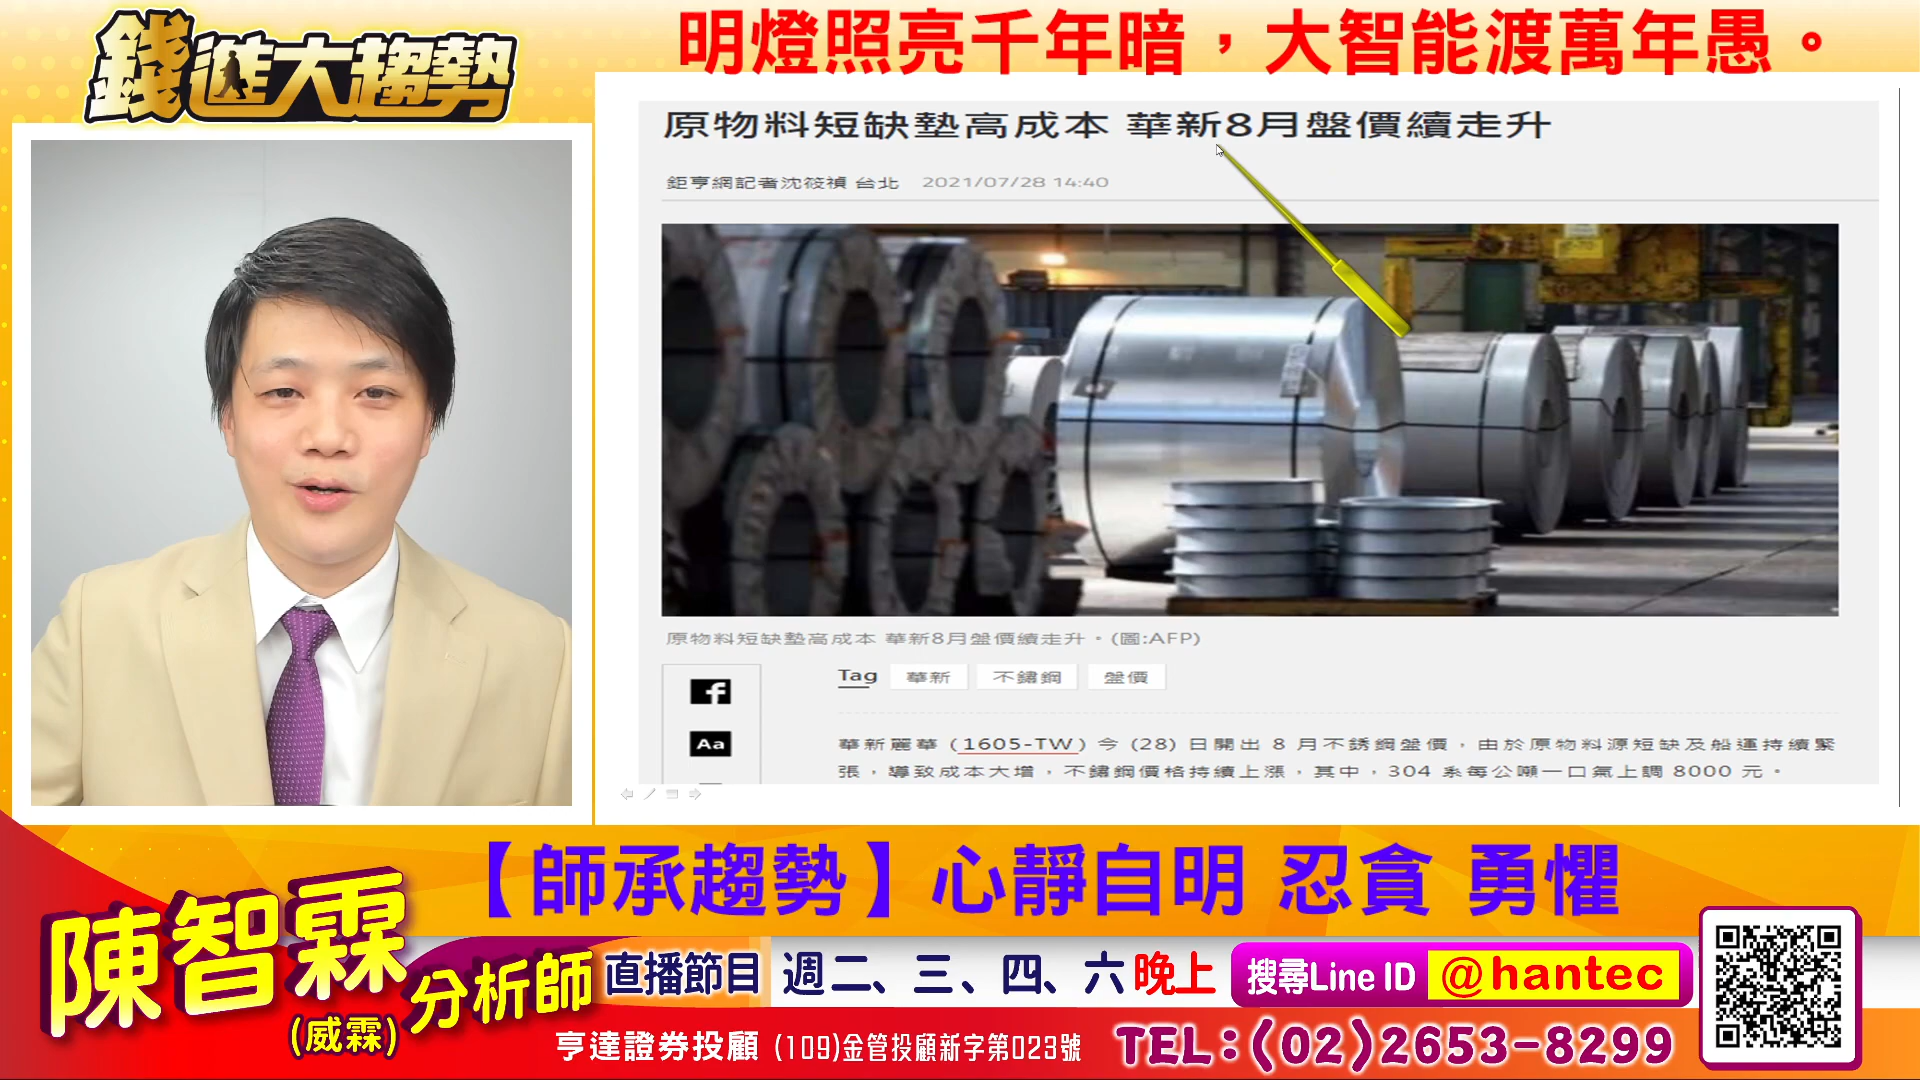 錢進大趨勢
明燈照亮千年暗，大智能渡萬年愚。
原物料短缺墊高成本 華新8月盤價續走升
鉅亨網記者沈筱禎 台北 2021/07/28 14:40
原物料短缺墊高成本 華新8月盤價續走升。(圖:AFP)
Tag 華新 不鏽鋼 盤價
f
Aa
華新麗華 (1605-TW) 今 (28) 日開出 8 月不銹鋼盤價，由於原物料源短缺及船運持續緊
張，導致成本大增，不鏽鋼價格持續上漲，其中，304 系每公噸一口氣上調 8000 元。
【師承趨勢】心靜自明 忍貪 勇懼
陳智霖
(威霖)
分析師
直播節目 週二、三、四、六 晚上
搜尋Line ID @hantec
亨達證券投顧 (109)金管投顧新字第023號
TEL:(02)2653-8299